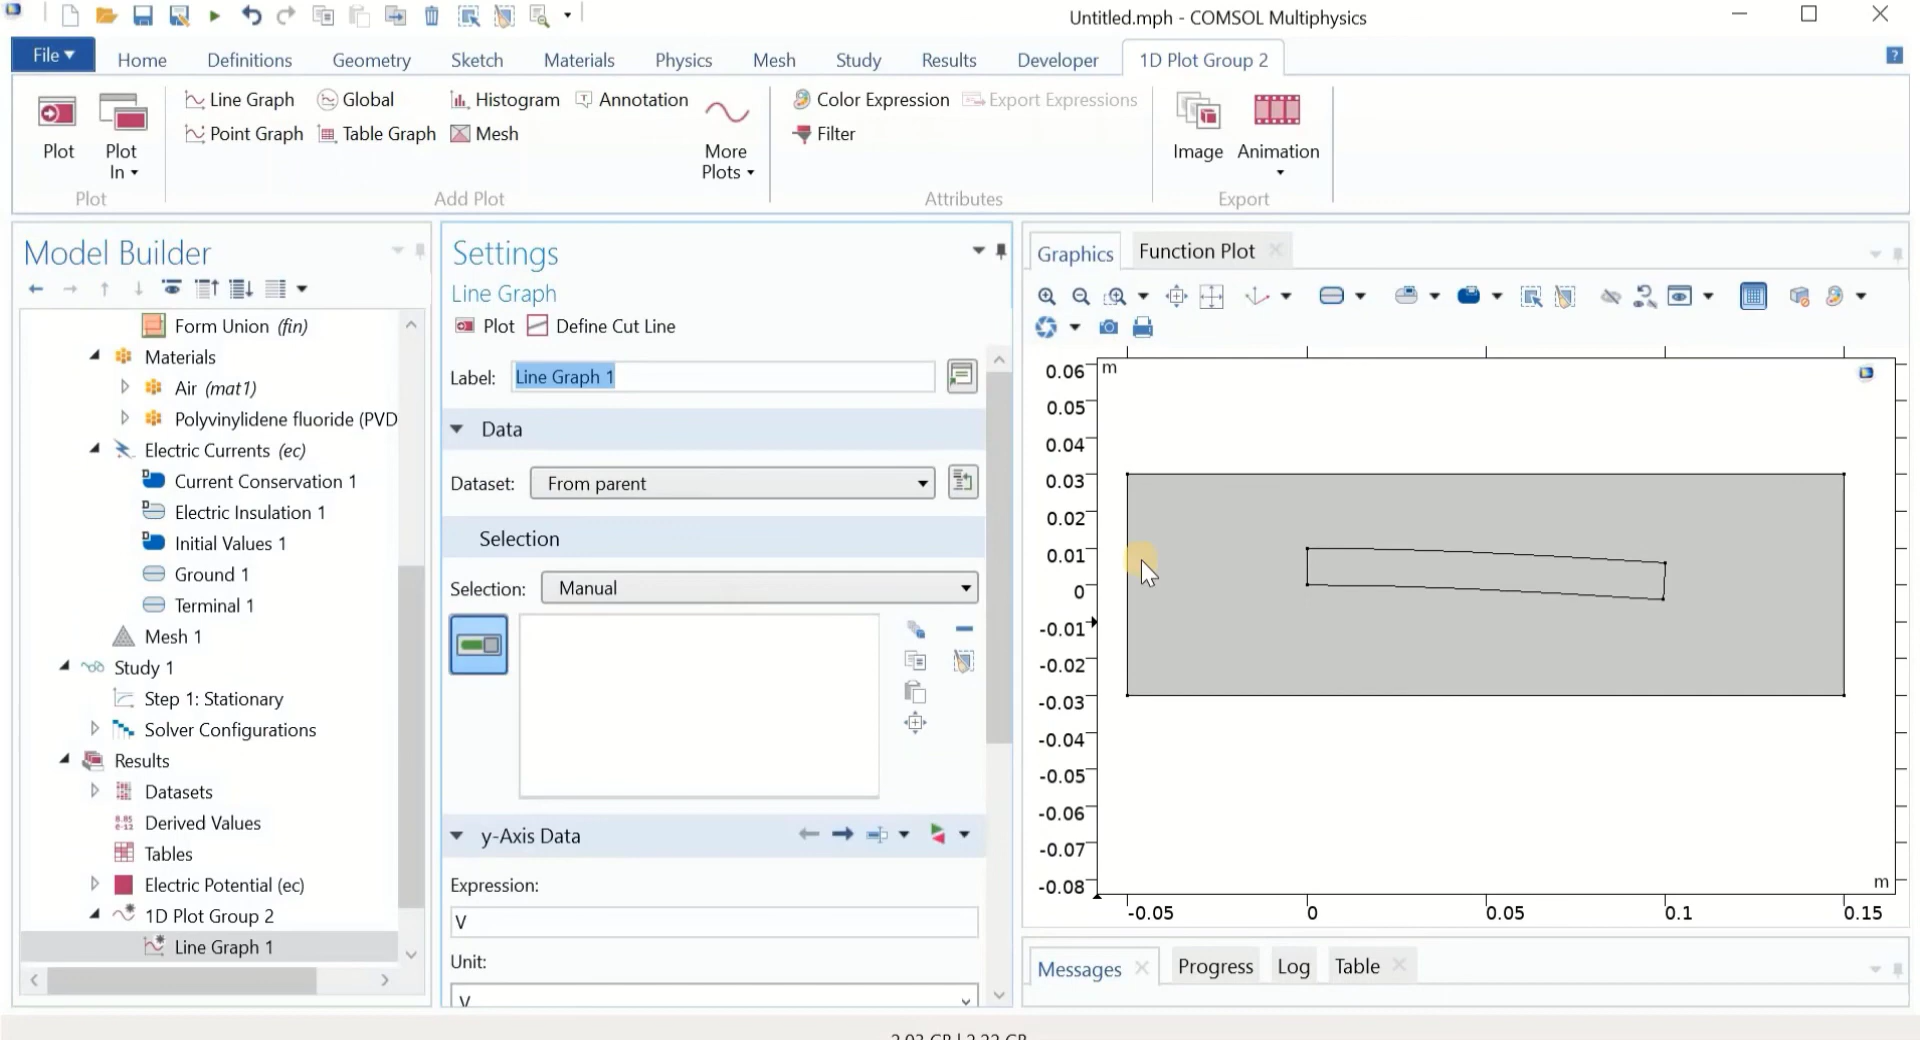 Untitled.mph - COMSOL Multiphysics
File
Home
Definitions
Geometry
Sketch
Materials
Physics
Mesh
Study
Results
Developer
1D Plot Group 2
?
Line Graph
Global
Histogram
Annotation
Color Expression
Export Expressions
Point Graph
Table Graph
Mesh
Filter
Plot
Plot In
More Plots
Image
Animation
Plot
Add Plot
Attributes
Export
Model Builder
Form Union (fin)
Materials
Air (mat1)
Polyvinylidene fluoride (PVD
Electric Currents (ec)
Current Conservation 1
Electric Insulation 1
Initial Values 1
Ground 1
Terminal 1
Mesh 1
Study 1
Step 1: Stationary
Solver Configurations
Results
Datasets
8.85
e-12
Derived Values
Tables
Electric Potential (ec)
1D Plot Group 2
Line Graph 1
Settings
Line Graph
Plot
Define Cut Line
Label: Line Graph 1
Data
Dataset: From parent
Selection
Selection: Manual
y-Axis Data
Expression:
V
Unit:
V
Graphics
Function Plot
0.06
m
0.05
0.04
0.03
0.02
0.01
0
-0.01
-0.02
-0.03
-0.04
-0.05
-0.06
-0.07
-0.08
m
-0.05
0
0.05
0.1
0.15
Messages
Progress
Log
Table